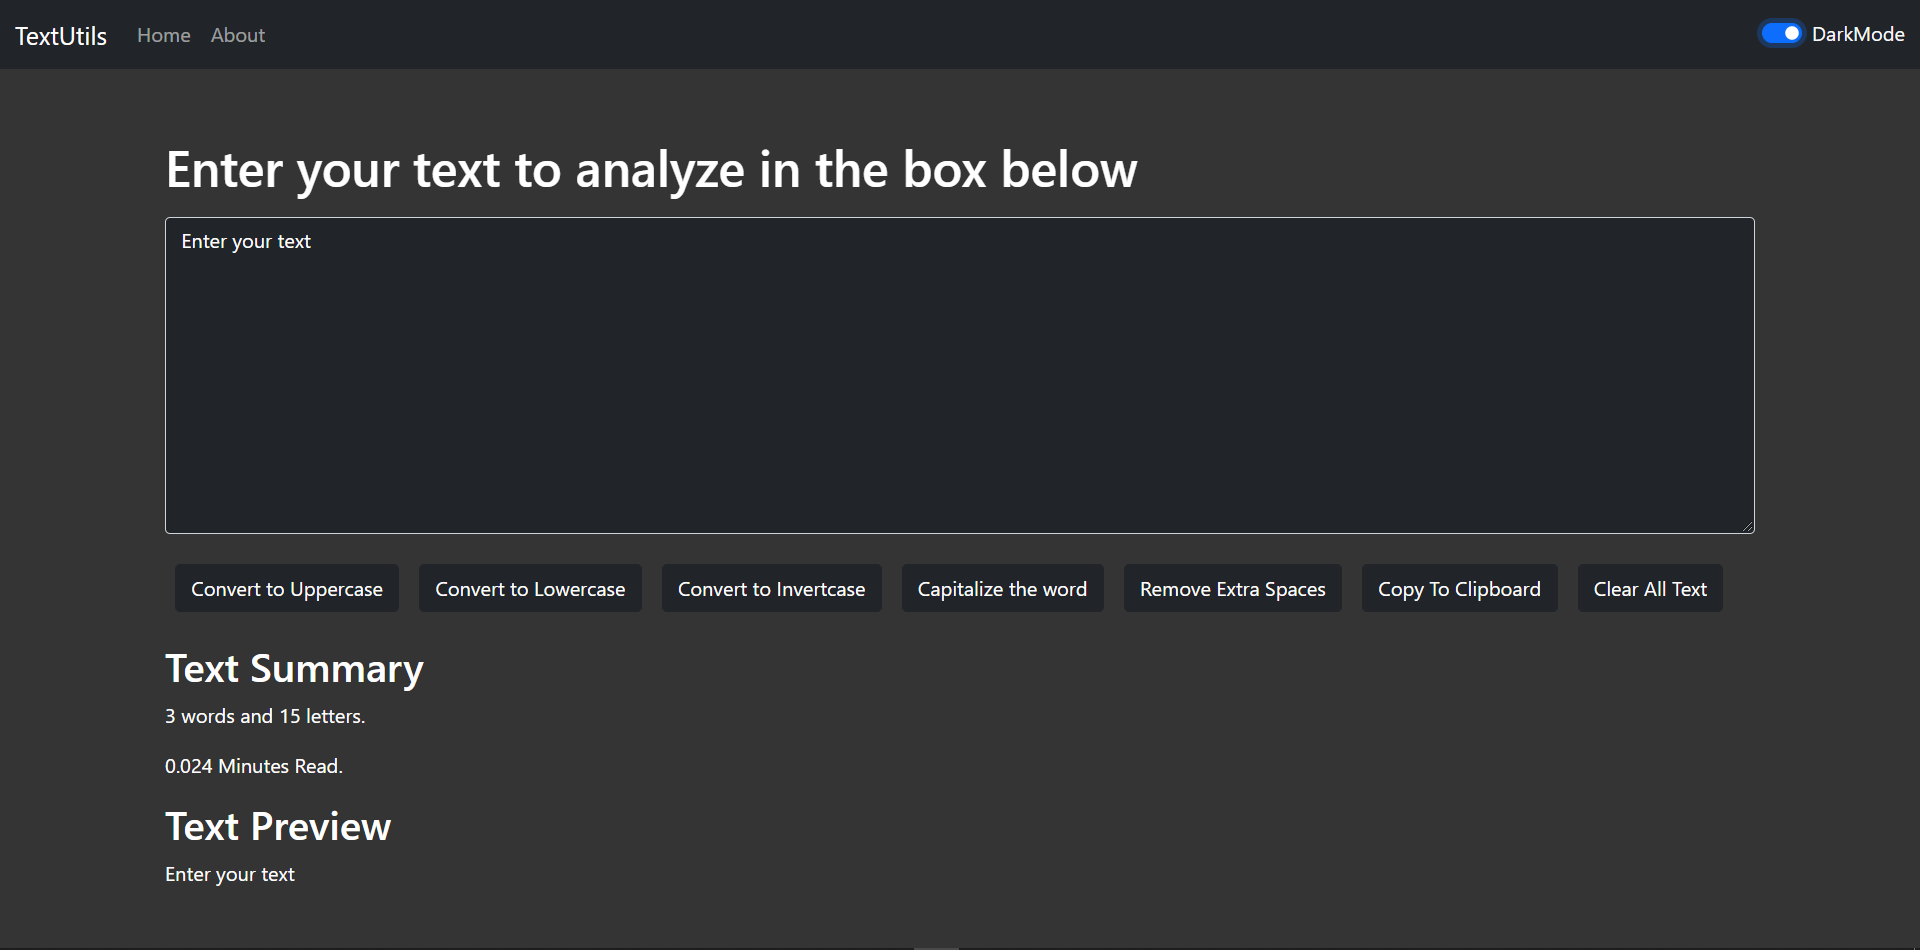 TextUtils Home About DarkMode
Enter your text to analyze in the box below
Enter your text
Convert to Uppercase Convert to Lowercase Convert to Invertcase Capitalize the word Remove Extra Spaces Copy To Clipboard Clear All Text
Text Summary
3 words and 15 letters.
0.024 Minutes Read.
Text Preview
Enter your text